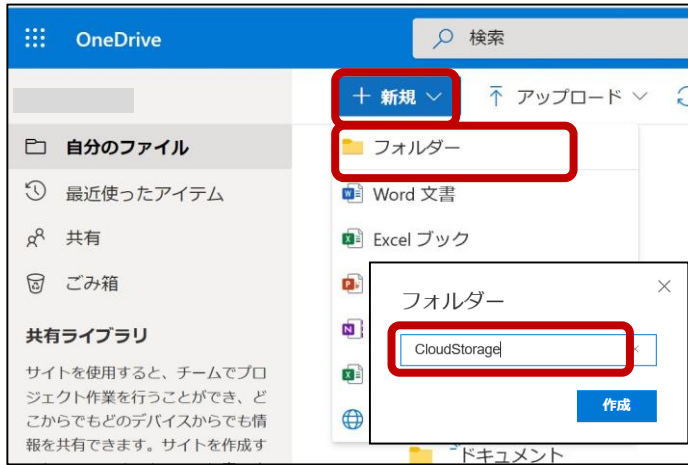 OneDrive
検索
＋ 新規
アップロード
自分のファイル
最近使ったアイテム
共有
ごみ箱
共有ライブラリ
サイトを使用すると、チームでプロ
ジェクト作業を行うことができ、ど
こからでもどのデバイスからでも情
報を共有できます。サイトを作成す
フォルダー
Word 文書
Excel ブック
フォルダー
CloudStorage
作成
ドキュメント